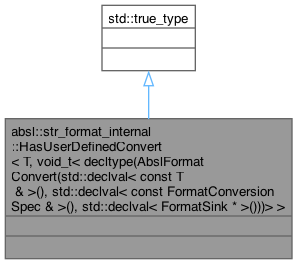 std::true_type
absl::str_format_internal
::HasUserDefinedConvert
< T, void_t< decltype(AbslFormat
Convert(std::declval< const T
& >(), std::declval< const FormatConversion
Spec & >(), std::declval< FormatSink * >()))> >